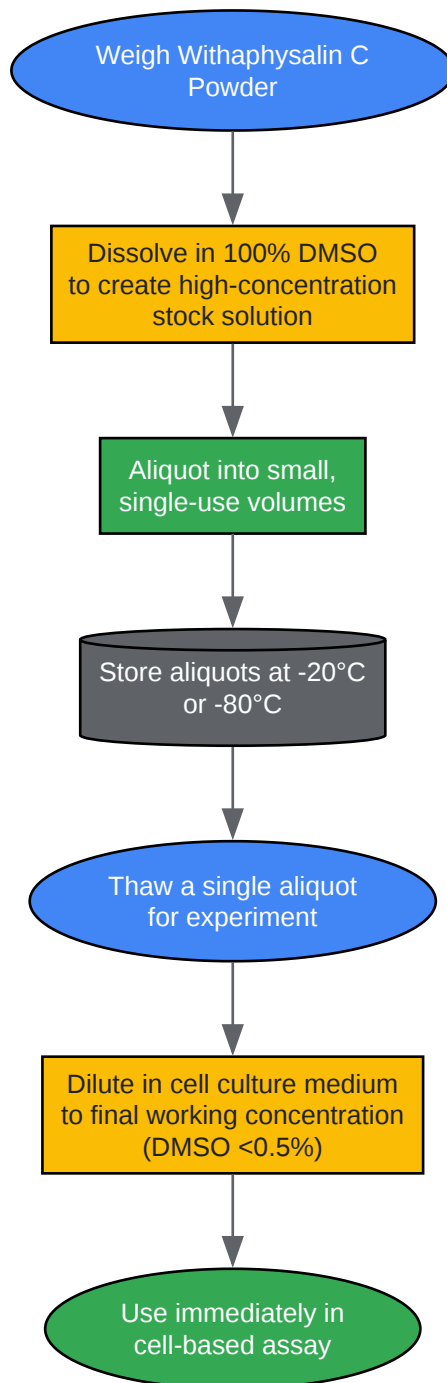 Weigh Withaphysalin C
Powder
Dissolve in 100% DMSO
to create high-concentration
stock solution
Aliquot into small,
single-use volumes
Store aliquots at -20°C
or -80°C
Thaw a single aliquot
for experiment
Dilute in cell culture medium
to final working concentration
(DMSO <0.5%)
Use immediately in
cell-based assay